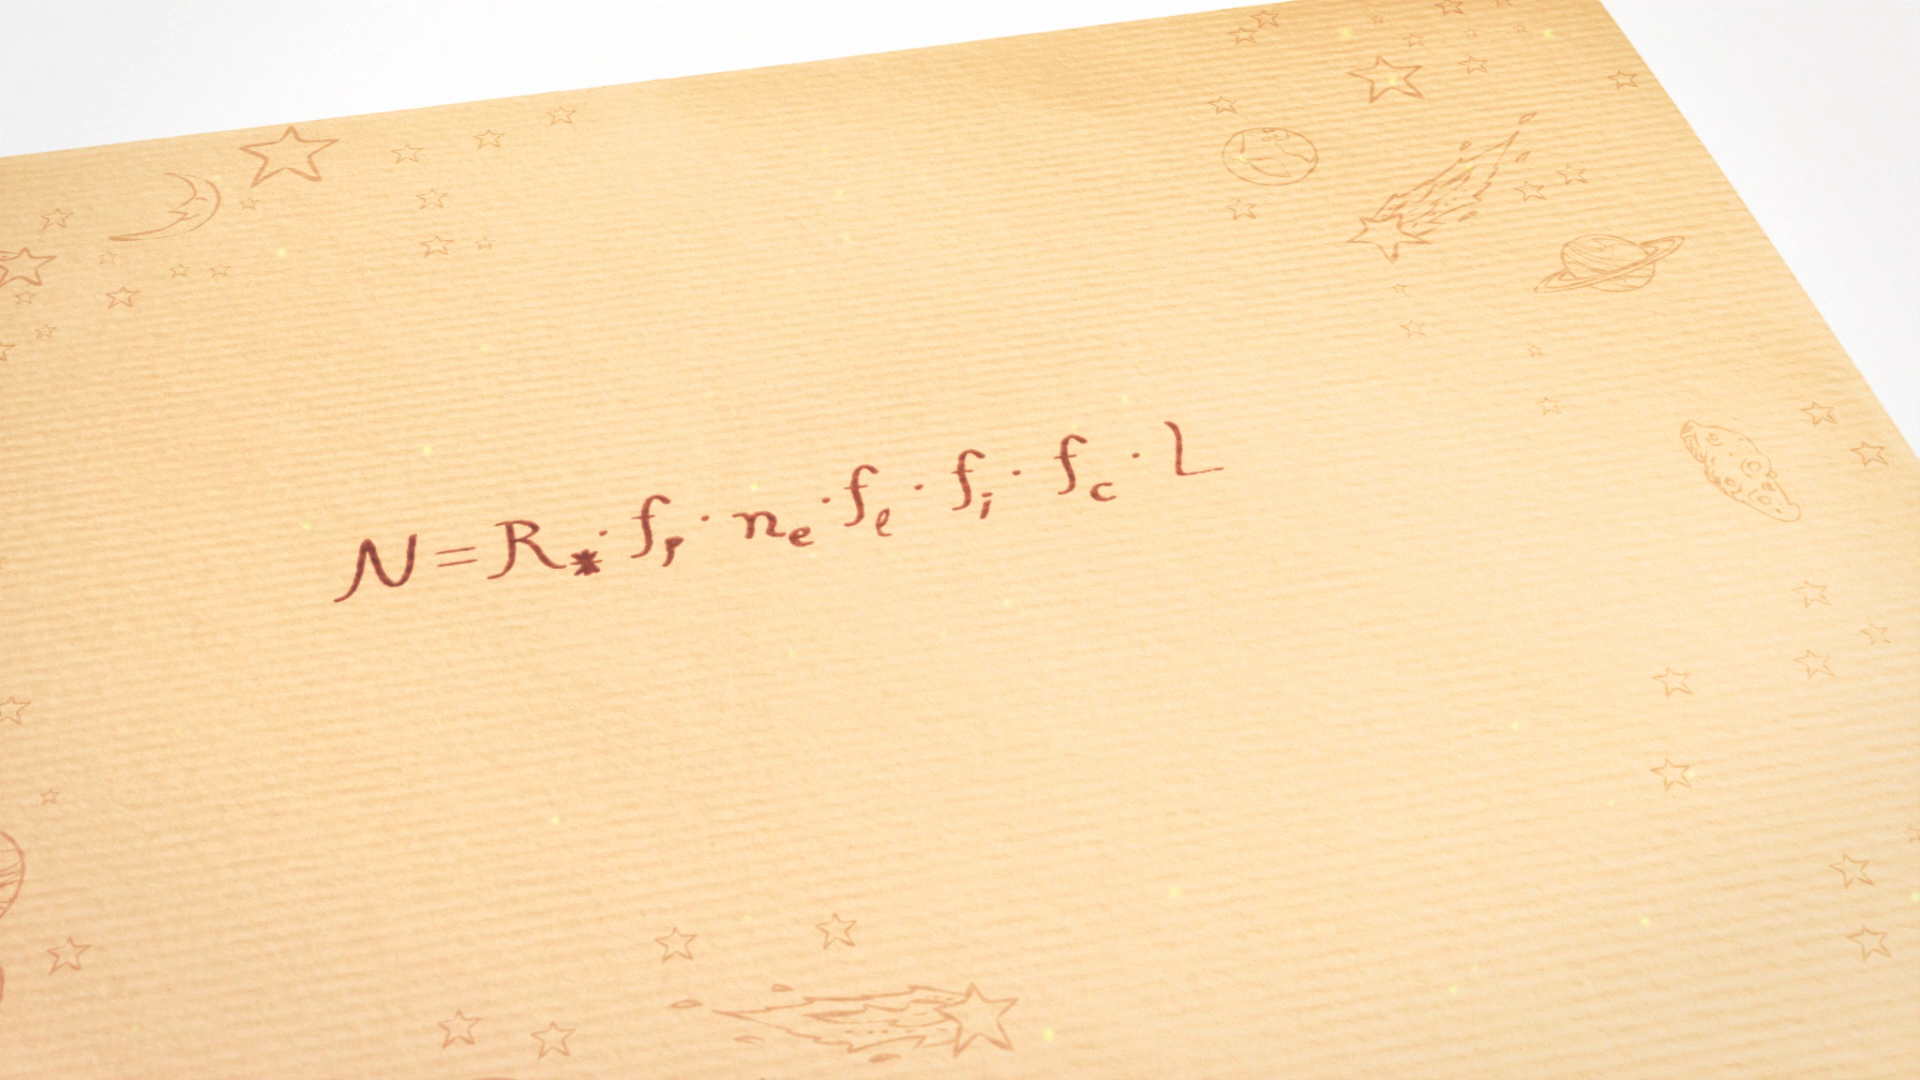 N = R* · fp · ne · fl · fi · fc · L